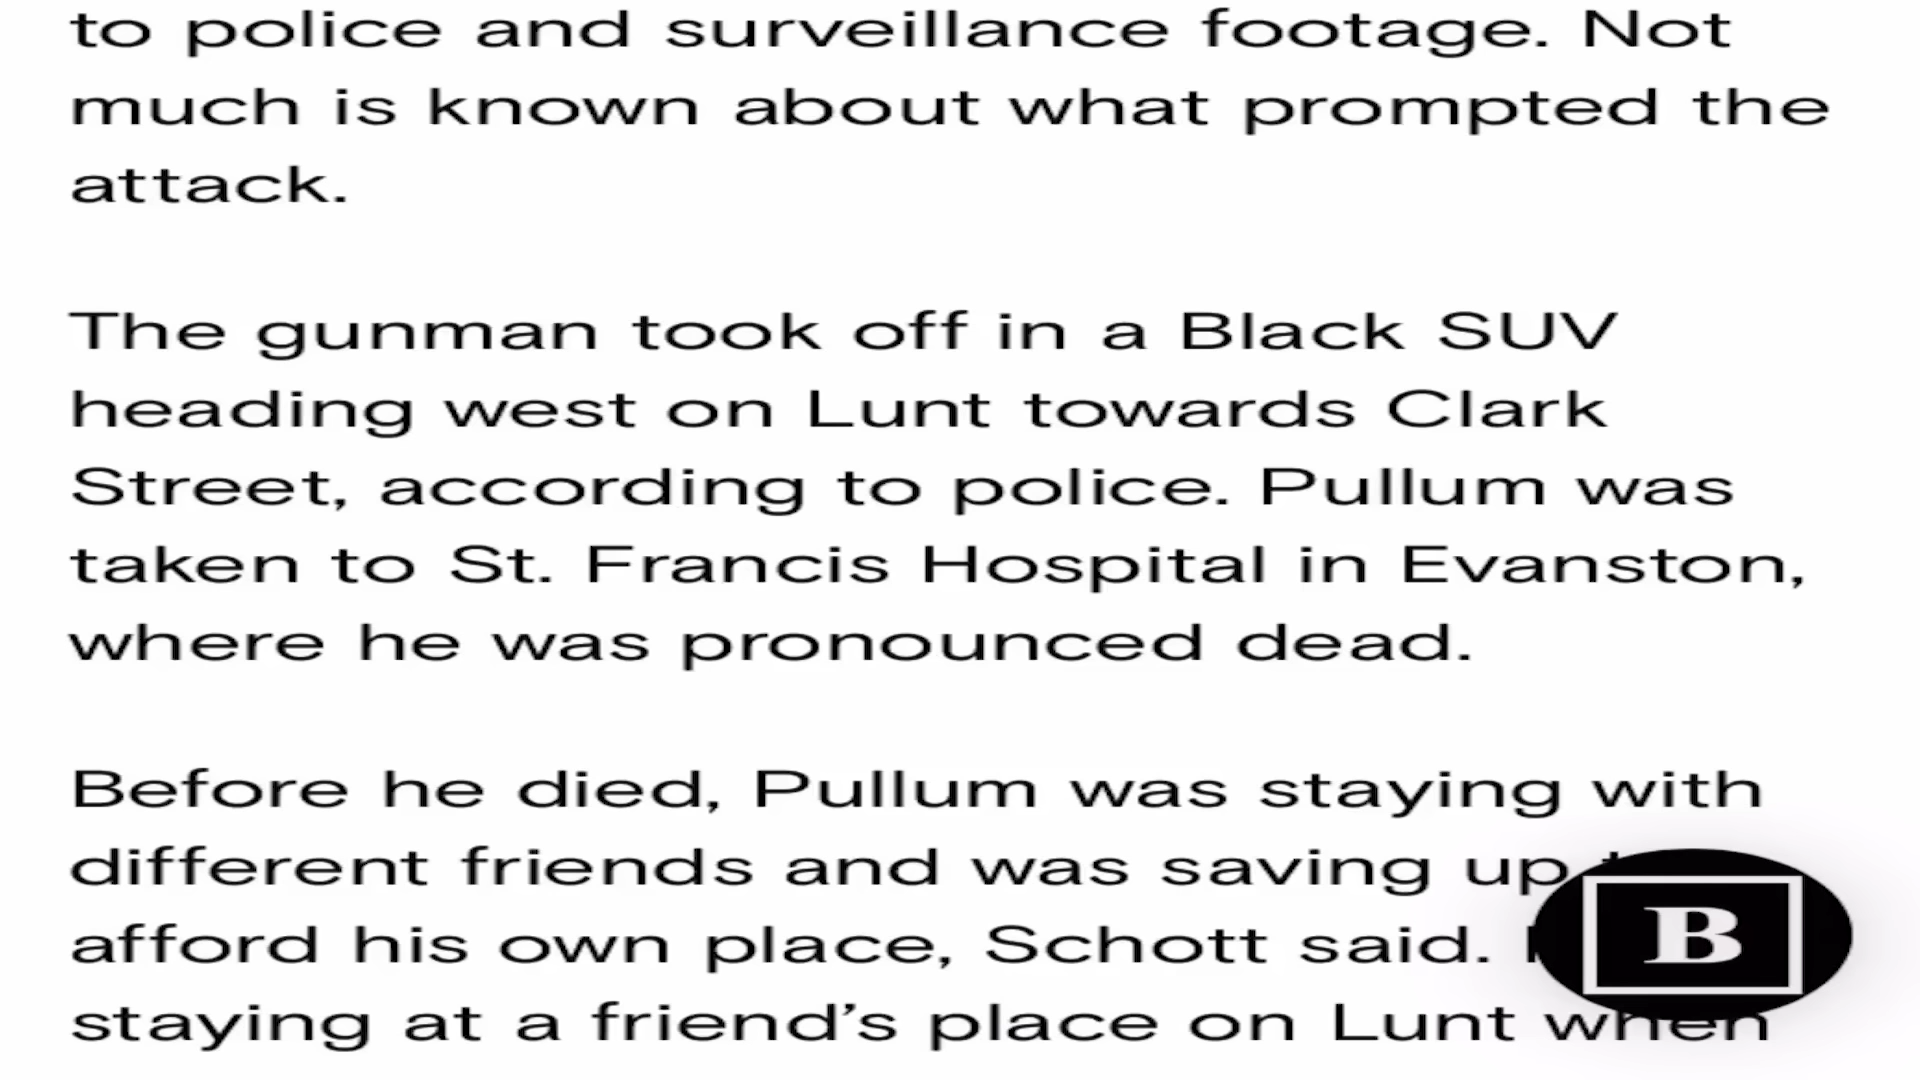 to police and surveillance footage. Not
much is known about what prompted the
attack.
The gunman took off in a Black SUV
heading west on Lunt towards Clark
Street, according to police. Pullum was
taken to St. Francis Hospital in Evanston,
where he was pronounced dead.
Before he died, Pullum was staying with
different friends and was saving up
afford his own place, Schott said.
staying at a friend’s place on Lunt when
B